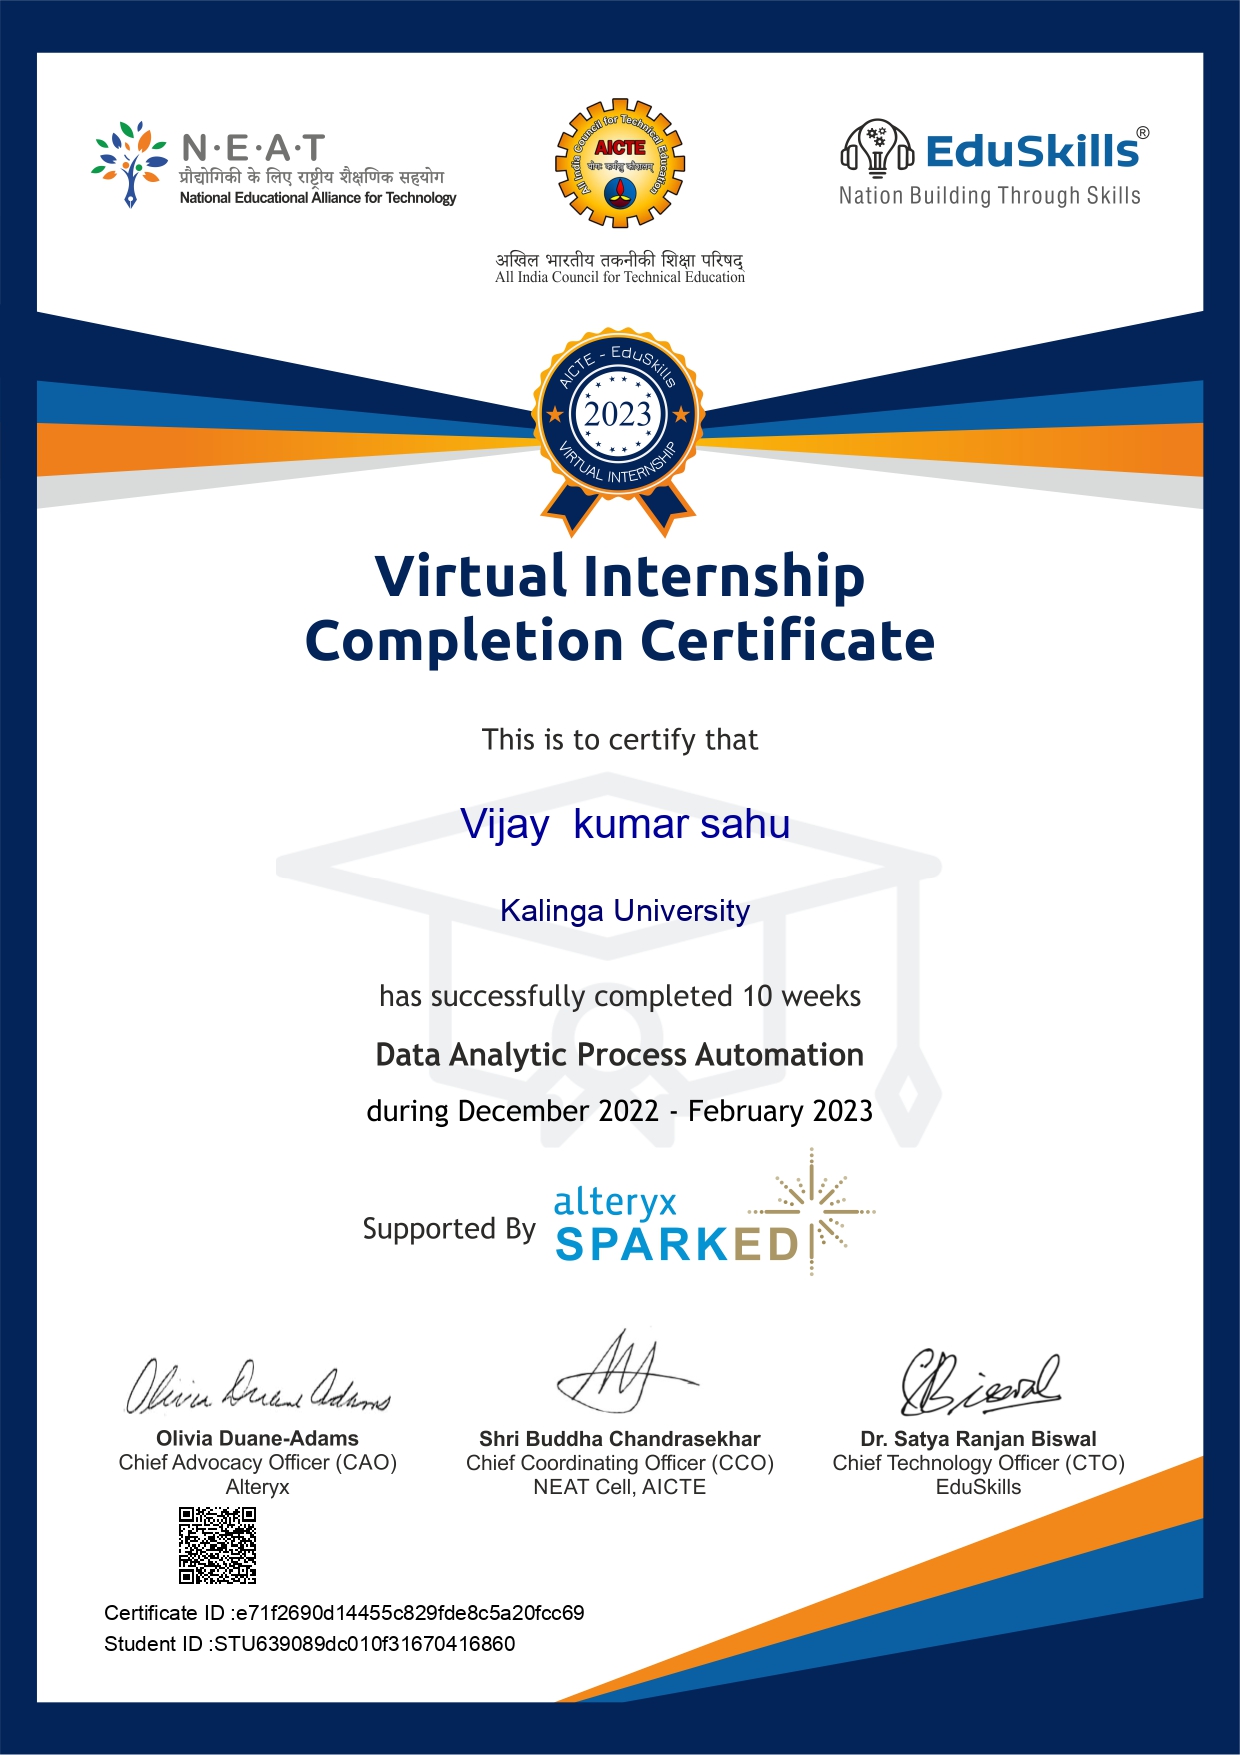 N·E·A·T
प्रौद्योगिकी के लिए राष्ट्रीय शैक्षणिक सहयोग
National Educational Alliance for Technology
All India Council for Technical Education
AICTE
योगः कर्मसु कौशलम्
अखिल भारतीय तकनीकी शिक्षा परिषद्
All India Council for Technical Education
EduSkills®
Nation Building Through Skills
AICTE - EduSkills
2023
VIRTUAL INTERNSHIP
Virtual Internship
Completion Certificate
This is to certify that
Vijay kumar sahu
Kalinga University
has successfully completed 10 weeks
Data Analytic Process Automation
during December 2022 - February 2023
Supported By
alteryx
SPARKED
Olivia Duane Adams
Olivia Duane-Adams
Chief Advocacy Officer (CAO)
Alteryx
Shri Buddha Chandrasekhar
Chief Coordinating Officer (CCO)
NEAT Cell, AICTE
SRBiswal
Dr. Satya Ranjan Biswal
Chief Technology Officer (CTO)
EduSkills
Certificate ID :e71f2690d14455c829fde8c5a20fcc69
Student ID :STU639089dc010f31670416860